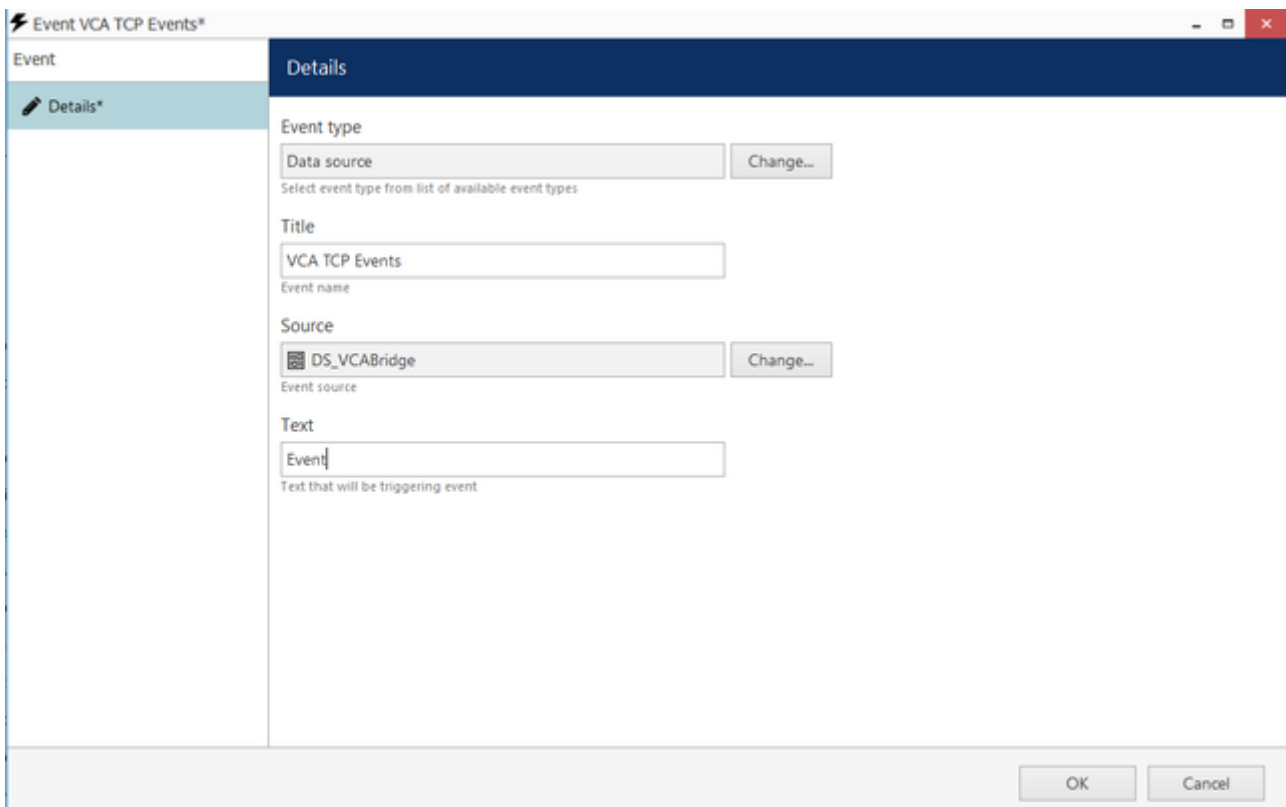 Event VCA TCP Events*
Event
Details*
Details
Event type
Data source
Change...
Select event type from list of available event types
Title
VCA TCP Events
Event name
Source
DS_VCABridge
Change...
Event source
Text
Event
Text that will be triggering event
OK
Cancel